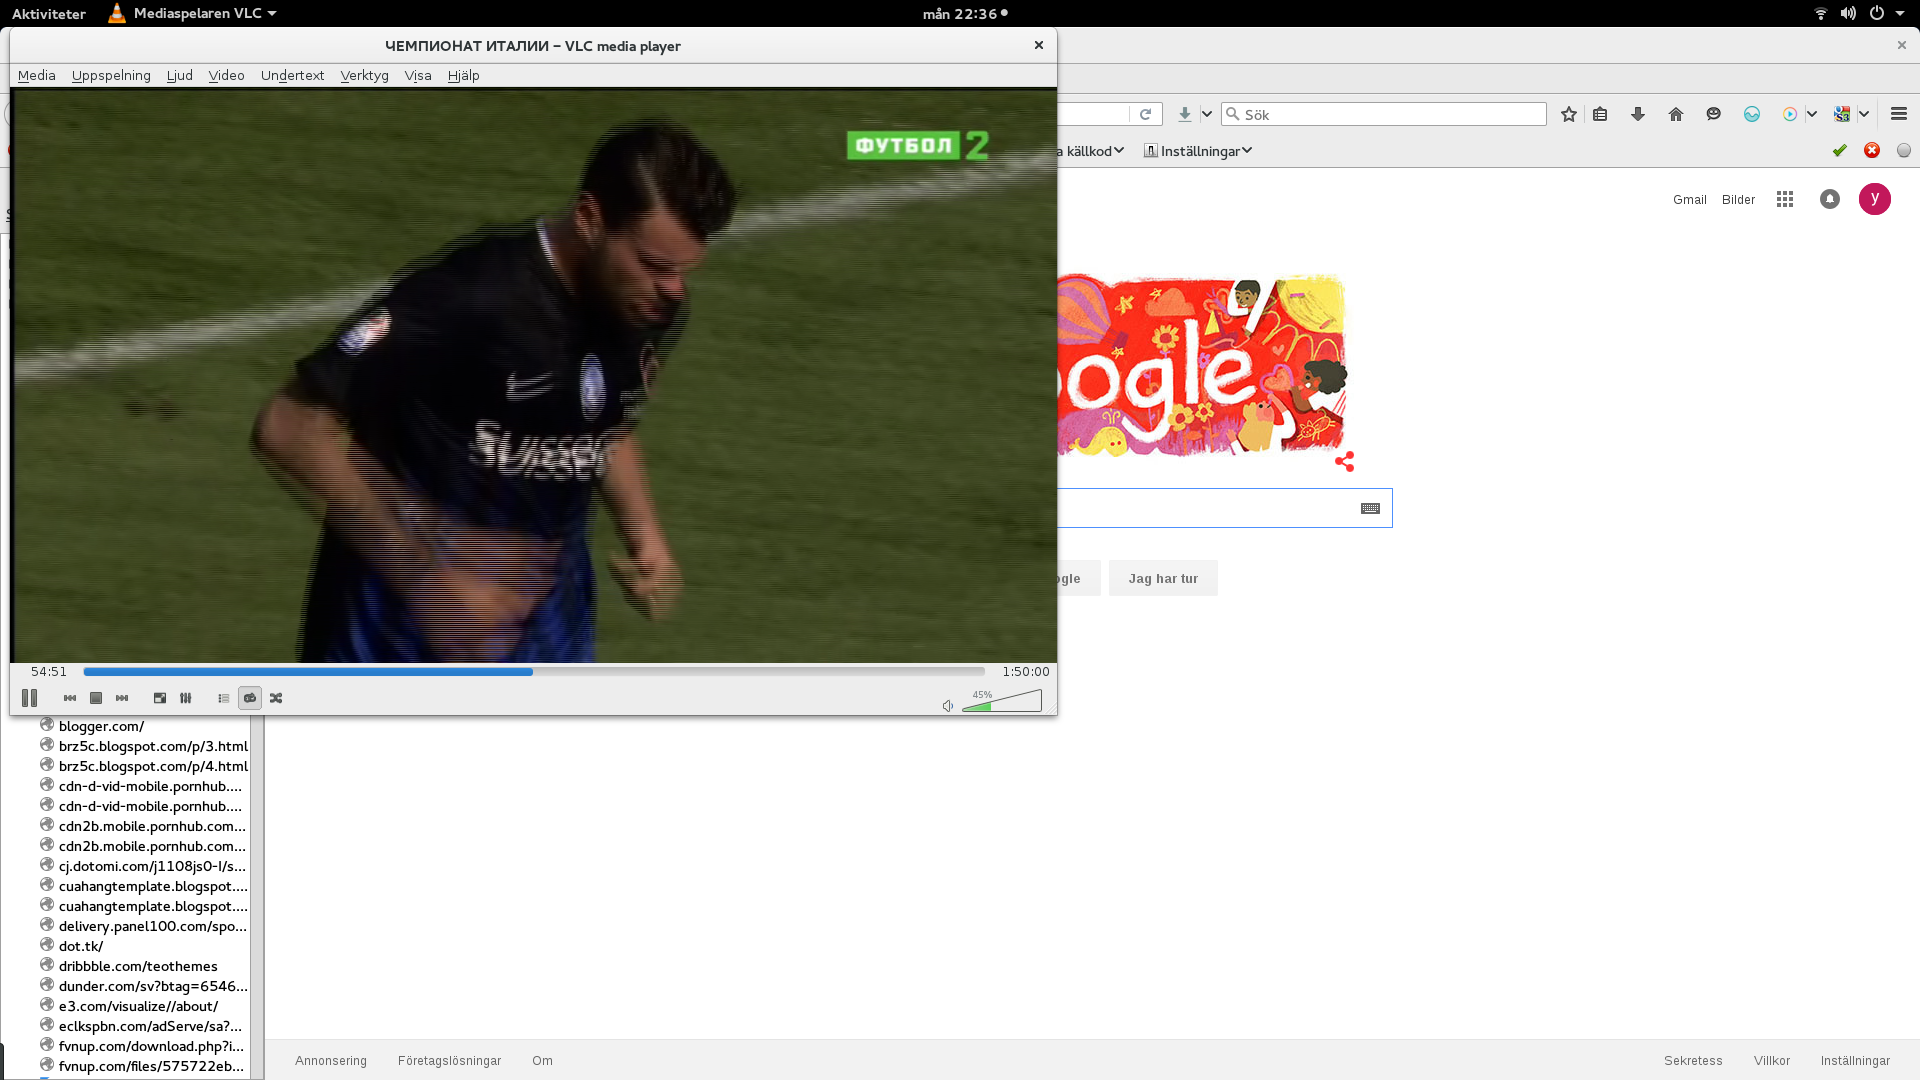 Aktiviteter
Mediaspelaren VLC
mån 22:36
ЧЕМПИОНАТ ИТАЛИИ – VLC media player
Media Uppspelning Ljud Video Undertext Verktyg Visa Hjälp
Sök
källkod
Inställningar
ФУТБОЛ 2
Gmail Bilder
y
ogle
SUISSE
Jag har tur
54:51
1:50:00
45%
blogger.com/
brz5c.blogspot.com/p/3.html
brz5c.blogspot.com/p/4.html
cdn-d-vid-mobile.pornhub....
cdn-d-vid-mobile.pornhub....
cdn2b.mobile.pornhub.com...
cdn2b.mobile.pornhub.com...
cj.dotomi.com/j1108js0-I/s...
cuahangtemplate.blogspot....
cuahangtemplate.blogspot....
delivery.panel100.com/spo...
dot.tk/
dribbble.com/teothemes
dunder.com/sv?btag=6546...
e3.com/visualize//about/
eclkspbn.com/adServe/sa?...
fvnup.com/download.php?i...
fvnup.com/files/575722eb...
Annonsering Företagslösningar Om
Sekretess Villkor Inställningar